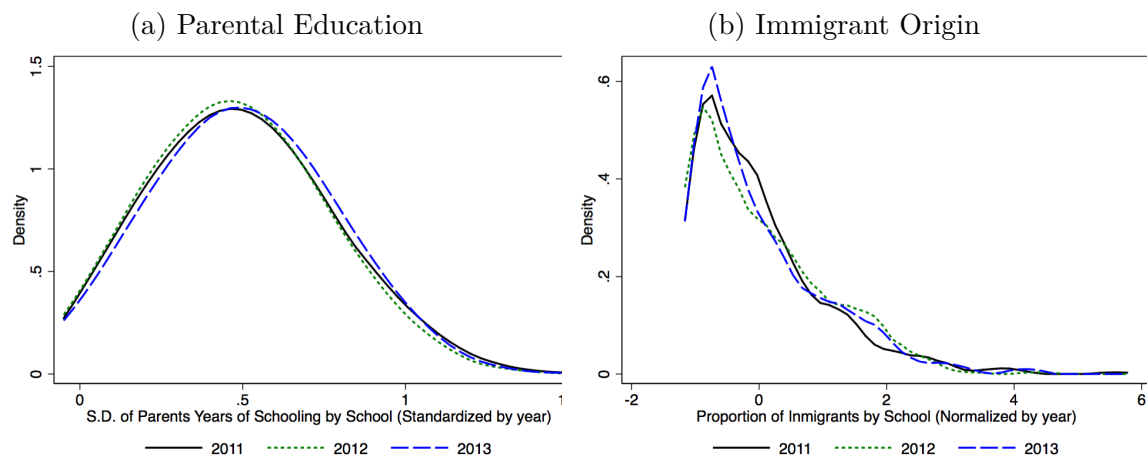 (a) Parental Education
1.5
1
.5
0
Density
0 .5 1 1
S.D. of Parents Years of Schooling by School (Standardized by year)
2011 2012 2013
(b) Immigrant Origin
.6
.4
.2
0
Density
-2 0 2 4 6
Proportion of Inmigrants by School (Normalized by year)
2011 2012 2013